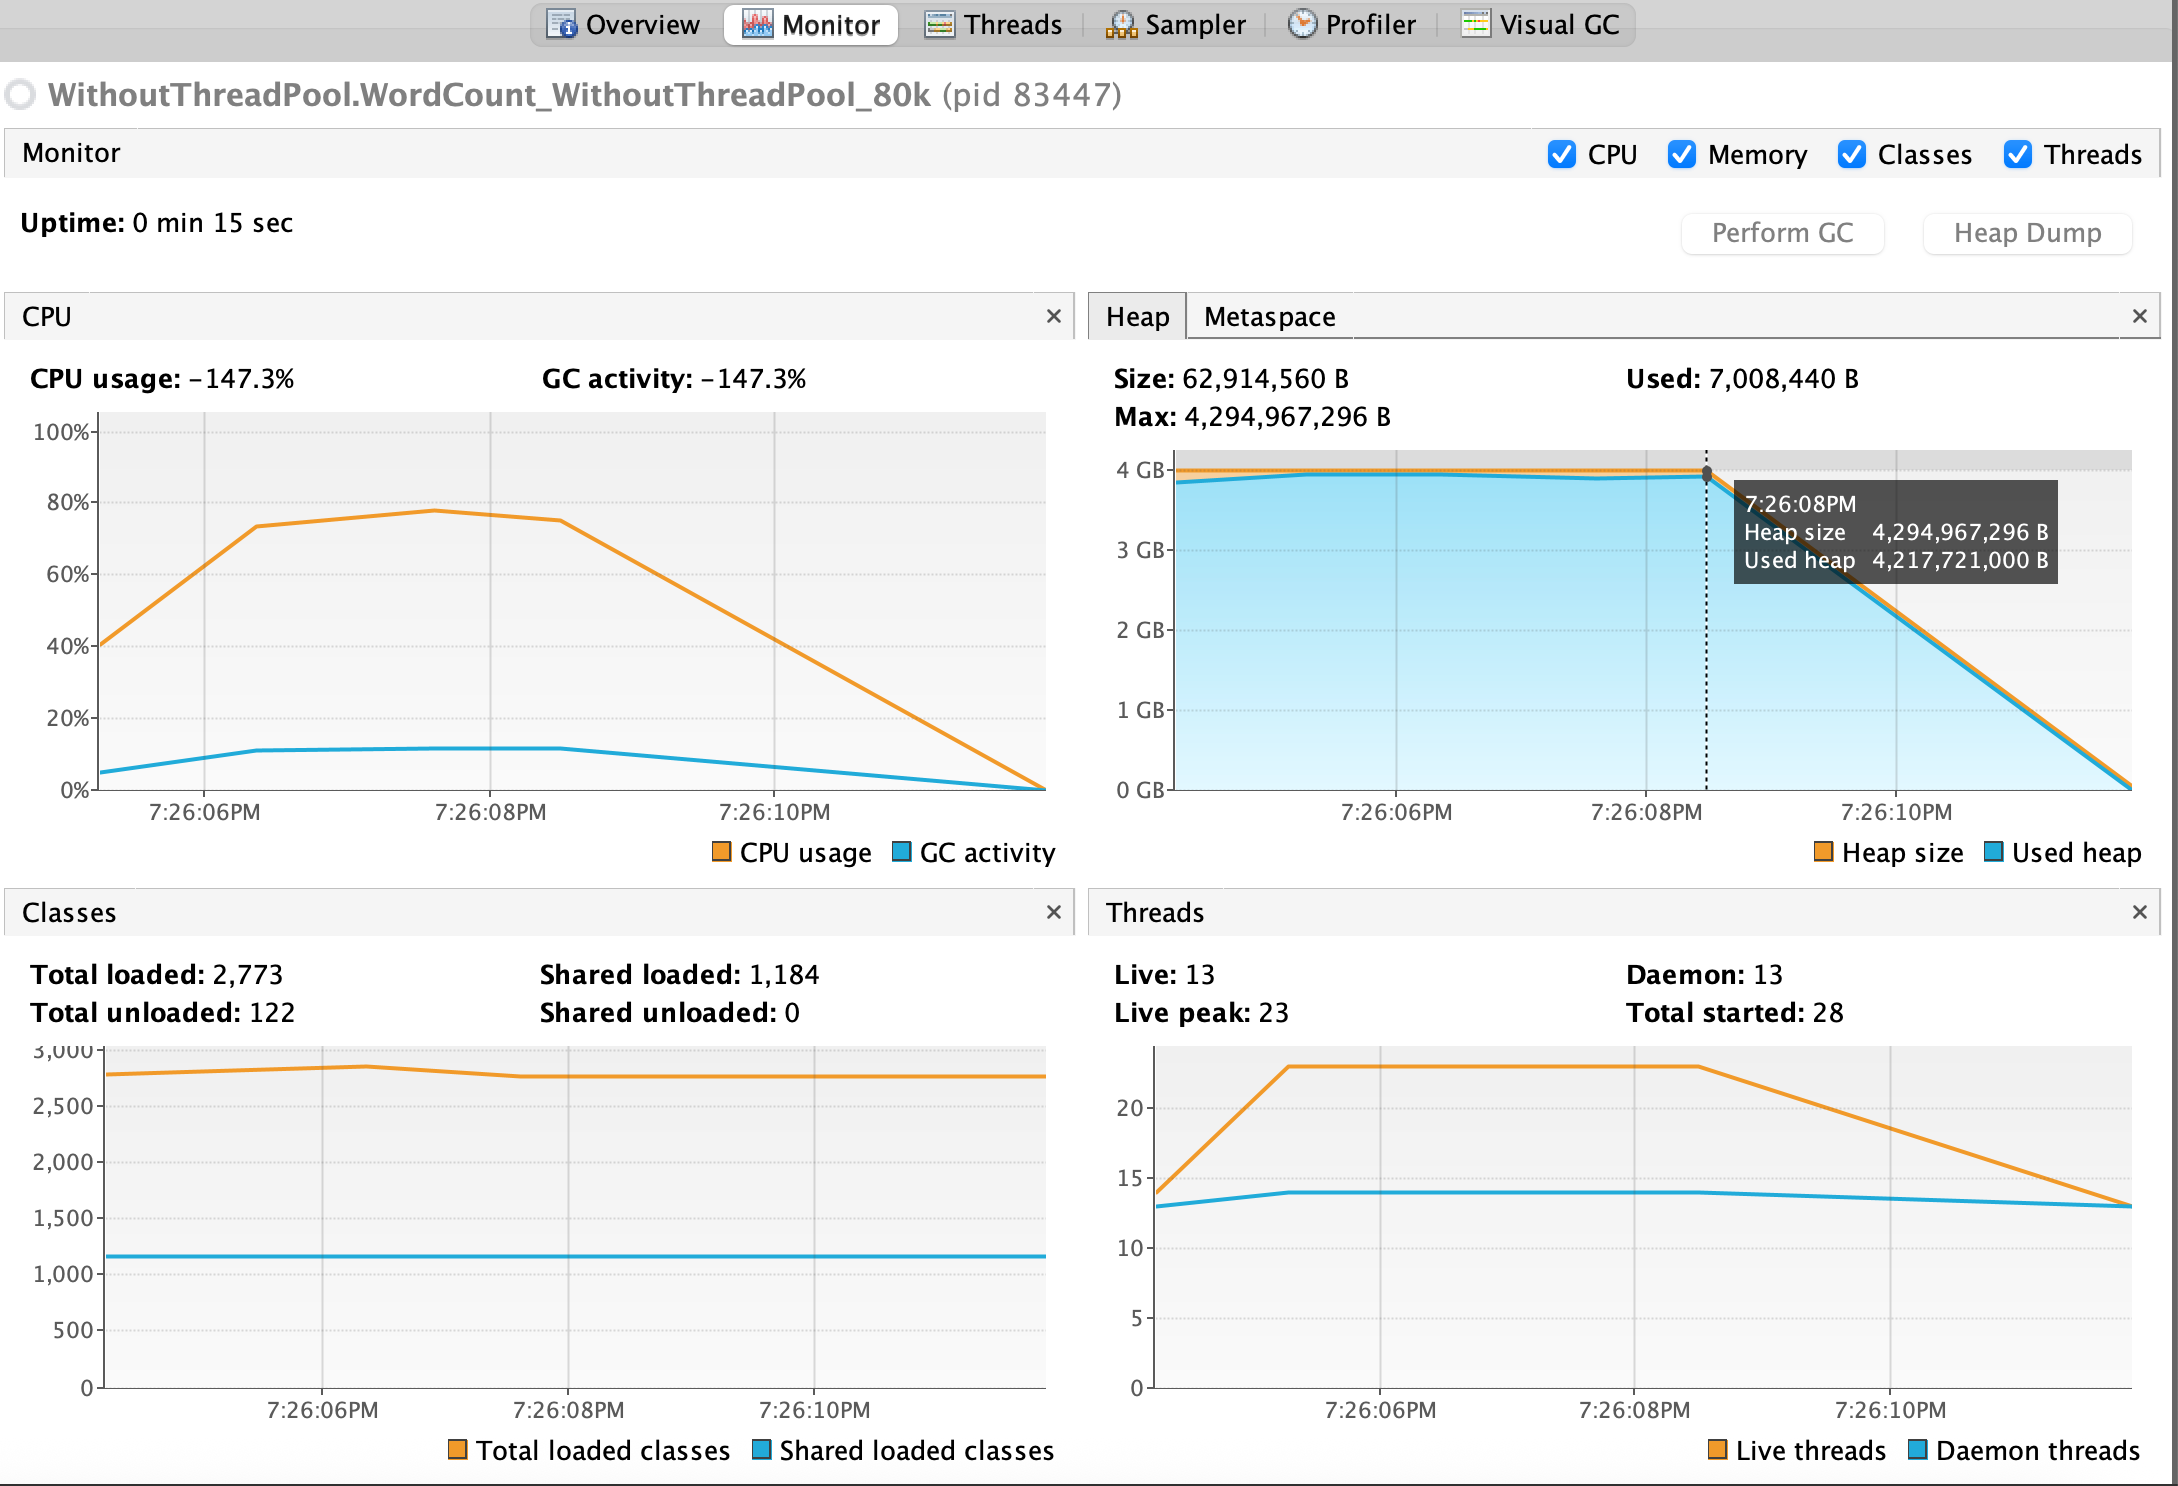 Overview Monitor Threads Sampler Profiler Visual GC
WithoutThreadPool.WordCount_WithoutThreadPool_80k (pid 83447)
Monitor CPU Memory Classes Threads
Uptime: 0 min 15 sec
Perform GC Heap Dump
CPU
CPU usage: -147.3% GC activity: -147.3%
100%
80%
60%
40%
20%
0%
7:26:06PM 7:26:08PM 7:26:10PM
CPU usage GC activity
Heap Metaspace
Size: 62,914,560 B Used: 7,008,440 B
Max: 4,294,967,296 B
4 GB
3 GB
2 GB
1 GB
0 GB
7:26:08PM
Heap size 4,294,967,296 B
Used heap 4,217,721,000 B
7:26:06PM 7:26:08PM 7:26:10PM
Heap size Used heap
Classes
Total loaded: 2,773 Shared loaded: 1,184
Total unloaded: 122 Shared unloaded: 0
3,000
2,500
2,000
1,500
1,000
500
0
7:26:06PM 7:26:08PM 7:26:10PM
Total loaded classes Shared loaded classes
Threads
Live: 13 Daemon: 13
Live peak: 23 Total started: 28
20
15
10
5
0
7:26:06PM 7:26:08PM 7:26:10PM
Live threads Daemon threads